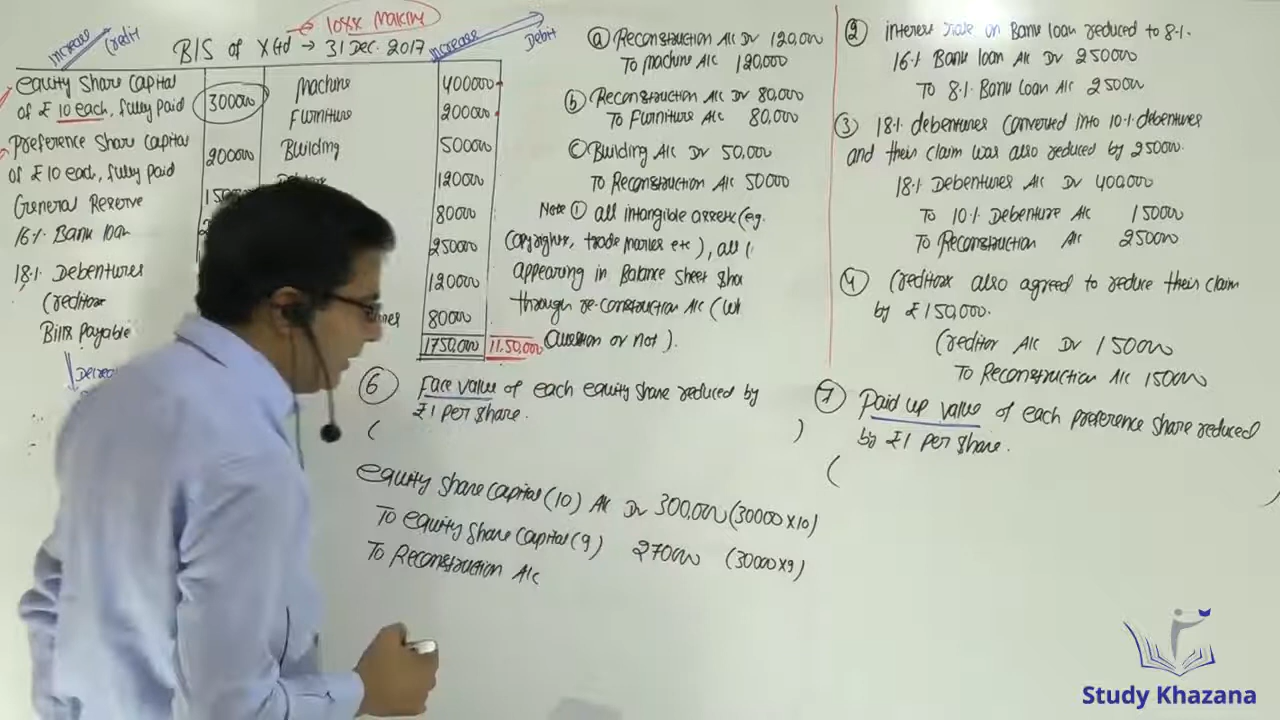 loss making
increase
Credit
B/S of X Ltd → 31 Dec. 2017
increase
Debit
equity share capital
of ₹ 10 each, fully paid
300000
Preference share capital
of ₹ 10 each, fully paid
200000
General Reserve
16% Bank loan
18% Debentures
Creditors
Bills Payable
Machine
400000
Furniture
200000
Building
500000
120000
80000
250000
120000
80000
1750,000
11,50,000
(a) Reconstruction A/c Dr 120,000
To Machine A/c 120,000
(b) Reconstruction A/c Dr 80,000
To Furniture A/c 80,000
(c) Building A/c Dr 50,000
To Reconstruction A/c 50000
Note ① all intangible assets (eg.
Copyrights, trade marks etc), all (
appearing in Balance Sheet
through re-construction A/c (
Question or not).
② interest rate on Bank loan reduced to 8%.
16% Bank loan A/c Dr 250000
To 8% Bank loan A/c 250000
③ 18% debentures converted into 10% debentures
and their claim was also reduced by 250000.
18% Debentures A/c Dr 400,000
To 10% Debenture A/c 150000
To Reconstruction A/c 250000
④ Creditors also agreed to reduce their claim
by ₹ 150,000.
Creditor A/c Dr 150000
To Reconstruction A/c 150000
⑥ Face value of each equity share reduced by
₹1 per share.
( )
equity share capital (10) A/c Dr 300,000 (30000 x 10)
To equity share capital (9) 270000 (30000 x 9)
To Reconstruction A/c
⑦ Paid up value of each preference share reduced
by ₹1 per share.
( )
Study Khazana